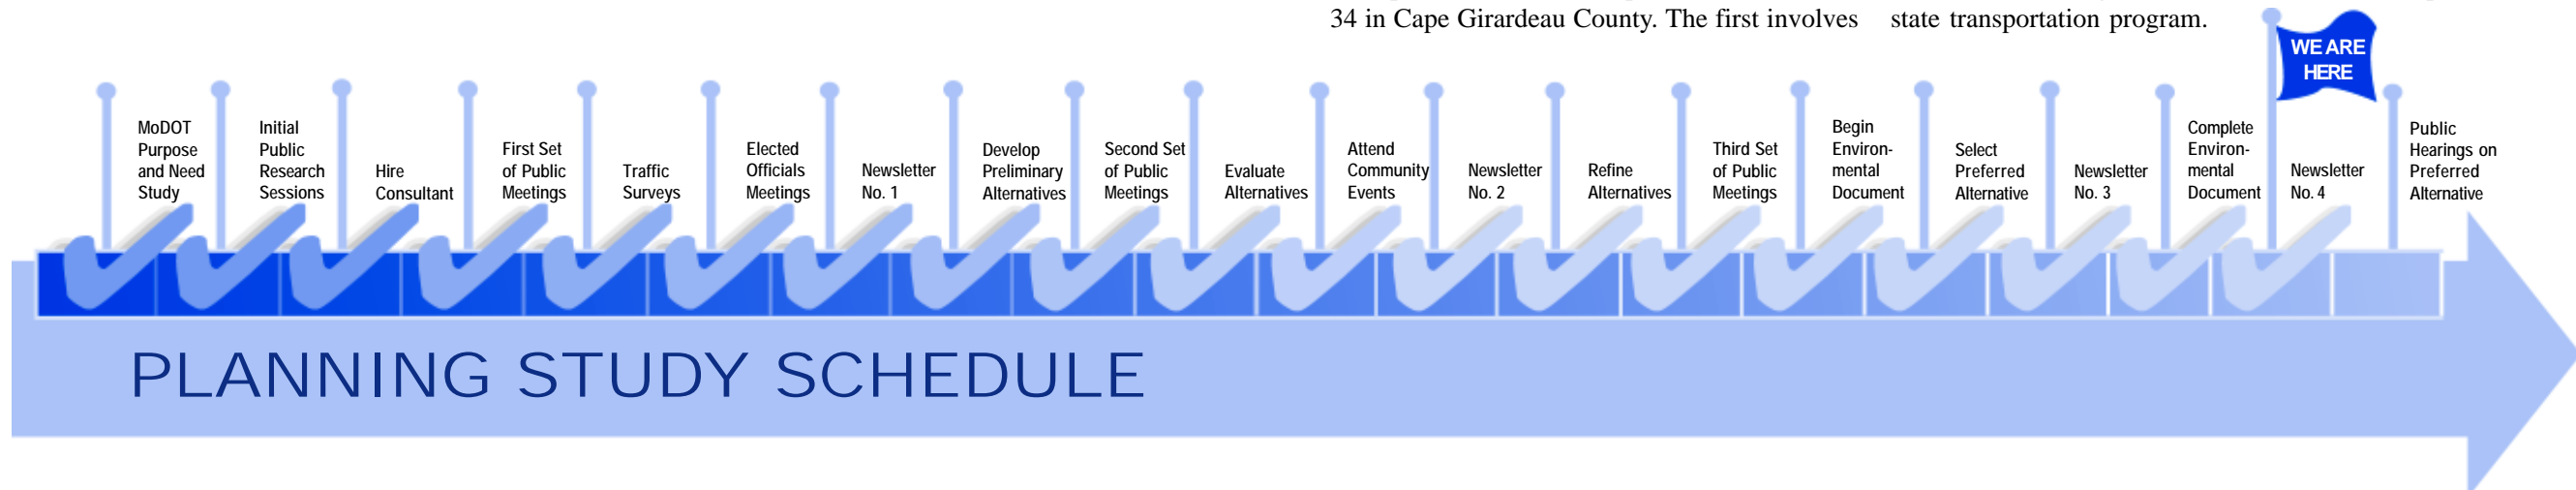 34 in Cape Girardeau County. The first involves
state transportation program.
WE ARE
HERE
MoDOT
Purpose
and Need
Study
Initial
Public
Research
Sessions
Hire
Consultant
First Set
of Public
Meetings
Traffic
Surveys
Elected
Officials
Meetings
Newsletter
No. 1
Develop
Preliminary
Alternatives
Second Set
of Public
Meetings
Evaluate
Alternatives
Attend
Community
Events
Newsletter
No. 2
Refine
Alternatives
Third Set
of Public
Meetings
Begin
Environ-
mental
Document
Select
Preferred
Alternative
Newsletter
No. 3
Complete
Environ-
mental
Document
Newsletter
No. 4
Public
Hearings on
Preferred
Alternative
PLANNING STUDY SCHEDULE